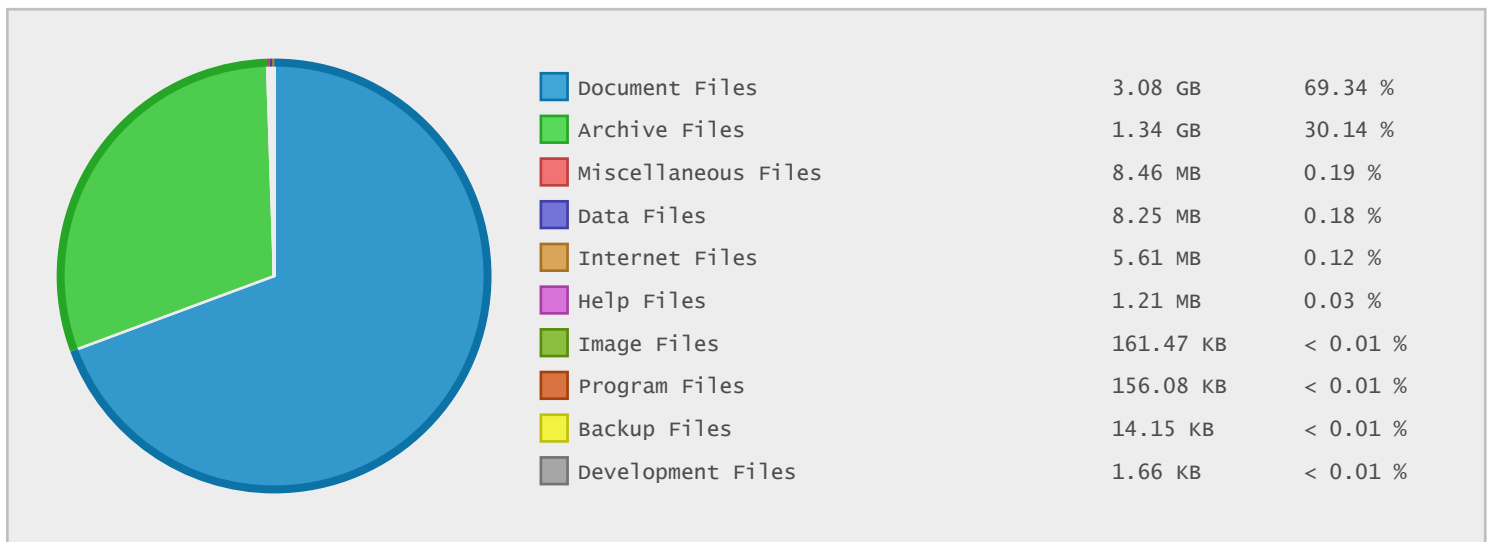 Document Files 3.08 GB 69.34 %
Archive Files 1.34 GB 30.14 %
Miscellaneous Files 8.46 MB 0.19 %
Data Files 8.25 MB 0.18 %
Internet Files 5.61 MB 0.12 %
Help Files 1.21 MB 0.03 %
Image Files 161.47 KB < 0.01 %
Program Files 156.08 KB < 0.01 %
Backup Files 14.15 KB < 0.01 %
Development Files 1.66 KB < 0.01 %